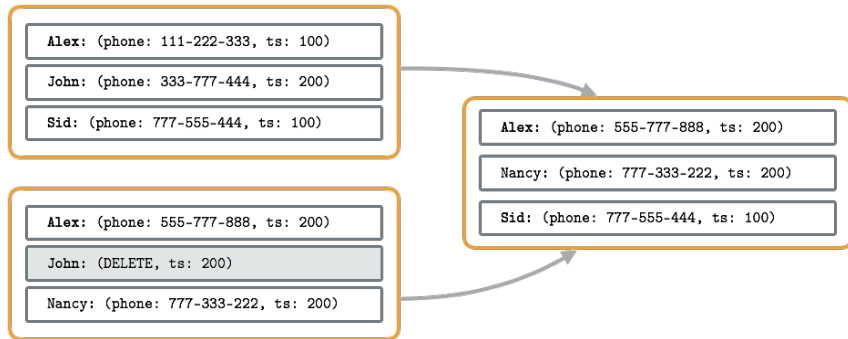 Alex: (phone: 111-222-333, ts: 100)
John: (phone: 333-777-444, ts: 200)
Sid: (phone: 777-555-444, ts: 100)
Alex: (phone: 555-777-888, ts: 200)
John: (DELETE, ts: 200)
Nancy: (phone: 777-333-222, ts: 200)
Alex: (phone: 555-777-888, ts: 200)
Nancy: (phone: 777-333-222, ts: 200)
Sid: (phone: 777-555-444, ts: 100)